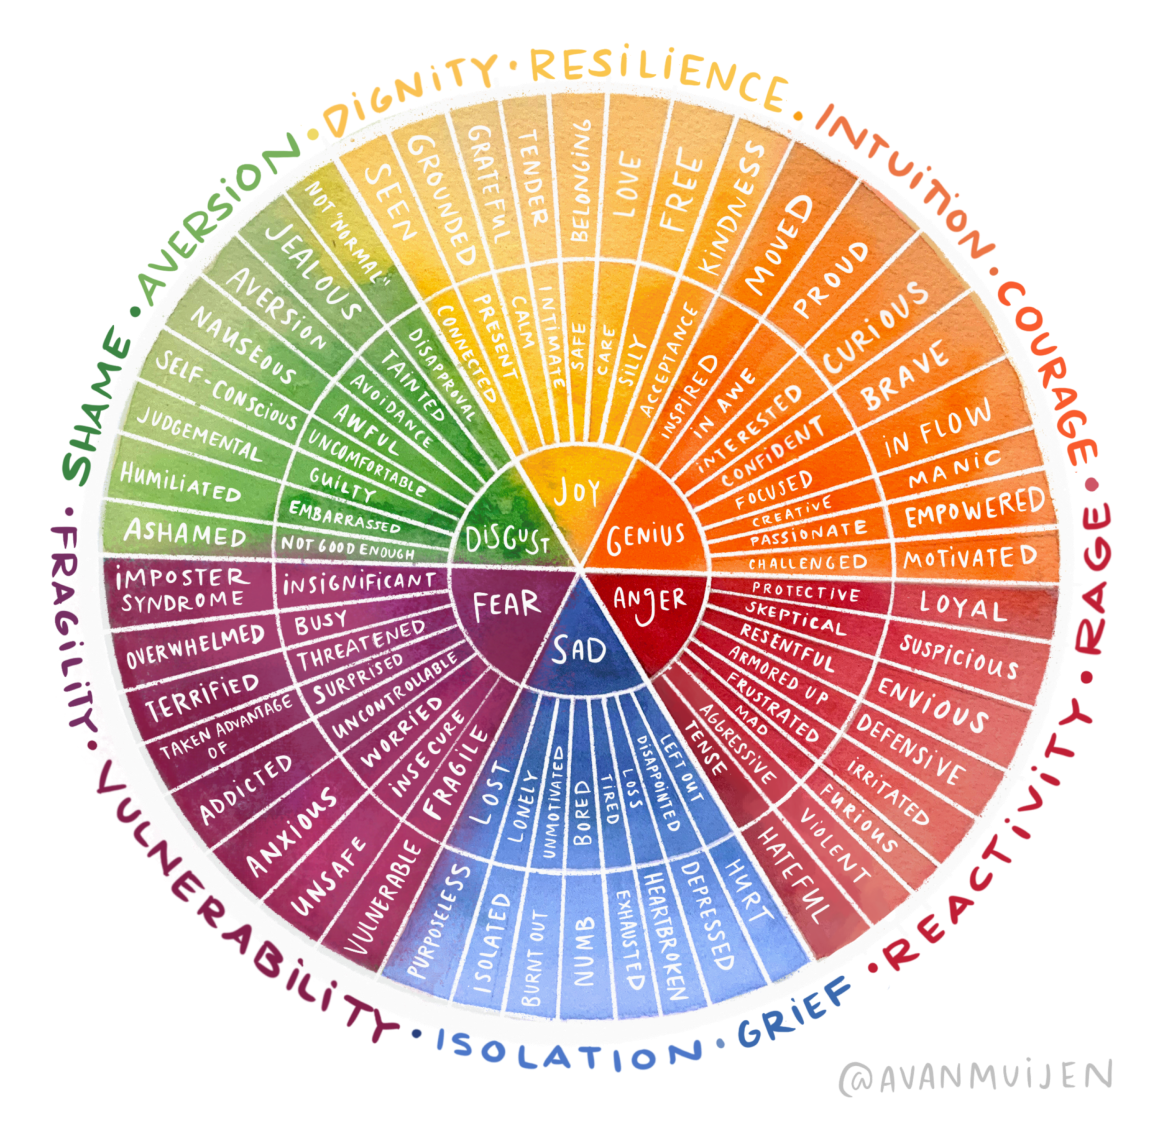 DiGNiTY · RESiLiENCE ·
iNTUiTiON · COURAGE ·
RAGE · REACTiViTY ·
GRiEF · iSOLATiON ·
VULNERABiLiTY · FRAGiLiTY ·
SHAME · AVERSiON ·
JOY
CONNECTED
PRESENT
CALM
INTIMATE
SAFE
CARE
SILLY
ACCEPTANCE
SEEN
GROUNDED
GRATEFUL
TENDER
BELONGING
LOVE
FREE
KINDNESS
GENiUS
INSPIRED
iN AWE
iNTERESTED
CONFiDENT
FOCUSED
CREATiVE
PASSiONATE
CHALLENGED
MOVED
PROUD
CURiOUS
BRAVE
iN FLOW
MANiC
EMPOWERED
MOTiVATED
ANGER
PROTECTiVE
SKEPTiCAL
RESENTFUL
ARMORED UP
FRUSTRATED
MAD
AGGRESSiVE
TENSE
LOYAL
SUSPiCiOUS
ENViOUS
DEFENSiVE
iRRiTATED
FURiOUS
ViOLENT
HATEFUL
SAD
LEFT OUT
DiSAPPOiNTED
LOSS
TiRED
BORED
UNMOTiVATED
LONELY
LOST
HURT
DEPRESSED
HEARTBROKEN
EXHAUSTED
NUMB
BURNT OUT
iSOLATED
PURPOSELESS
FEAR
FRAGiLE
iNSECURE
WORRiED
UNCONTROLLABLE
SURPRiSED
THREATENED
BUSY
iNSiGNiFiCANT
VULNERABLE
UNSAFE
ANXiOUS
ADDiCTED
TAKEN ADVANTAGE
OF
TERRiFiED
OVERWHELMED
iMPOSTER
SYNDROME
DiSGUST
NOT GOOD ENOUGH
EMBARRASSED
GUiLTY
UNCOMFORTABLE
AWFUL
AVOiDANCE
TAiNTED
DiSAPPROVAL
ASHAMED
HUMiLiATED
JUDGEMENTAL
SELF-CONSCiOUS
NAUSEOUS
AVERSiON
JEALOUS
NOT "NORMAL"
@AVANMUiJEN